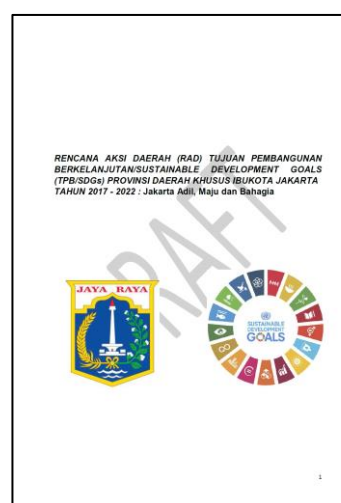 RENCANA AKSI DAERAH (RAD) TUJUAN PEMBANGUNAN
BERKELANJUTAN/SUSTAINABLE DEVELOPMENT GOALS
(TPB/SDGs) PROVINSI DAERAH KHUSUS IBUKOTA JAKARTA
TAHUN 2017 - 2022 : Jakarta Adil, Maju dan Bahagia
DRAFT
JAYA RAYA
SUSTAINABLE
DEVELOPMENT
GOALS
1